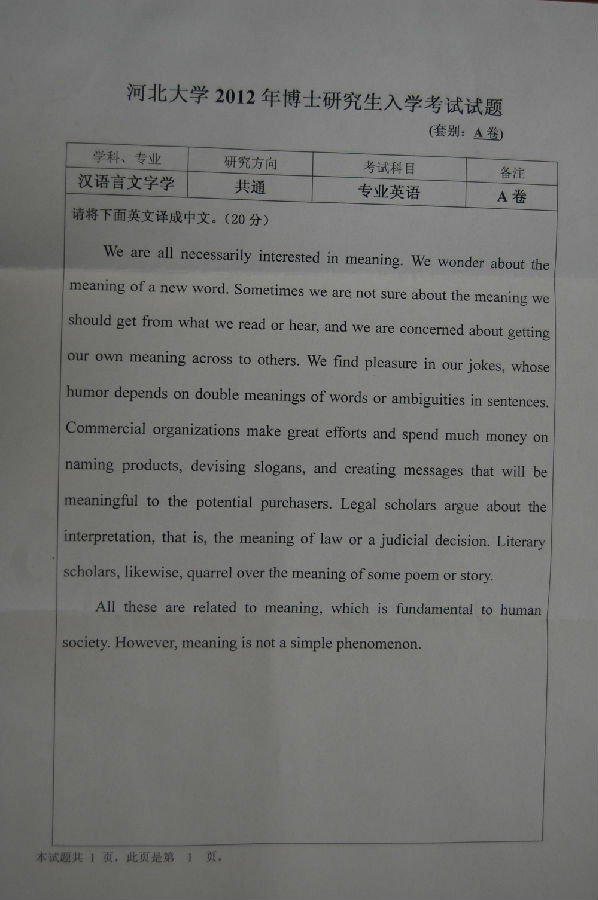 河北大学 2012 年博士研究生入学考试试题
(套别：A 卷)
学科、专业 研究方向 考试科目 备注
汉语言文字学 共通 专业英语 A 卷
请将下面英文译成中文。（20 分）
We are all necessarily interested in meaning. We wonder about the
meaning of a new word. Sometimes we are not sure about the meaning we
should get from what we read or hear, and we are concerned about getting
our own meaning across to others. We find pleasure in our jokes, whose
humor depends on double meanings of words or ambiguities in sentences.
Commercial organizations make great efforts and spend much money on
naming products, devising slogans, and creating messages that will be
meaningful to the potential purchasers. Legal scholars argue about the
interpretation, that is, the meaning of law or a judicial decision. Literary
scholars, likewise, quarrel over the meaning of some poem or story.
All these are related to meaning, which is fundamental to human
society. However, meaning is not a simple phenomenon.
本试题共 1 页，此页是第 1 页。